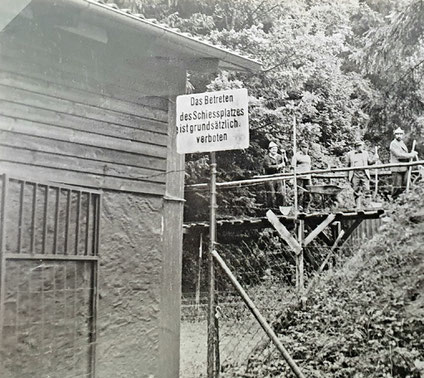 Das Betreten
des Schiessplatzes
ist grundsätzlich
verboten